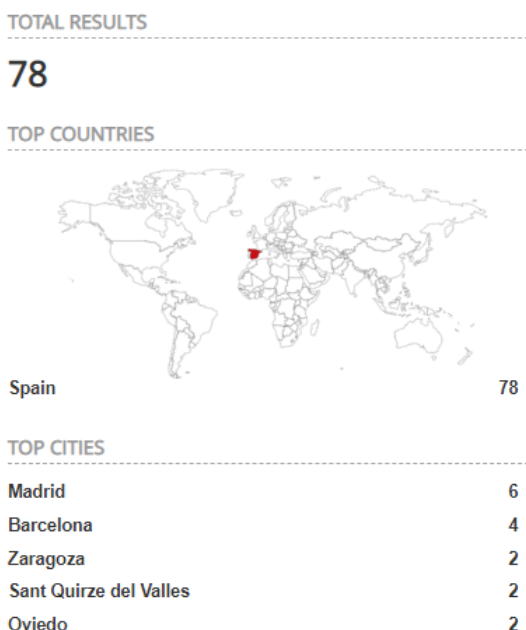 TOTAL RESULTS
78
TOP COUNTRIES
Spain 78
TOP CITIES
Madrid 6
Barcelona 4
Zaragoza 2
Sant Quirze del Valles 2
Oviedo 2